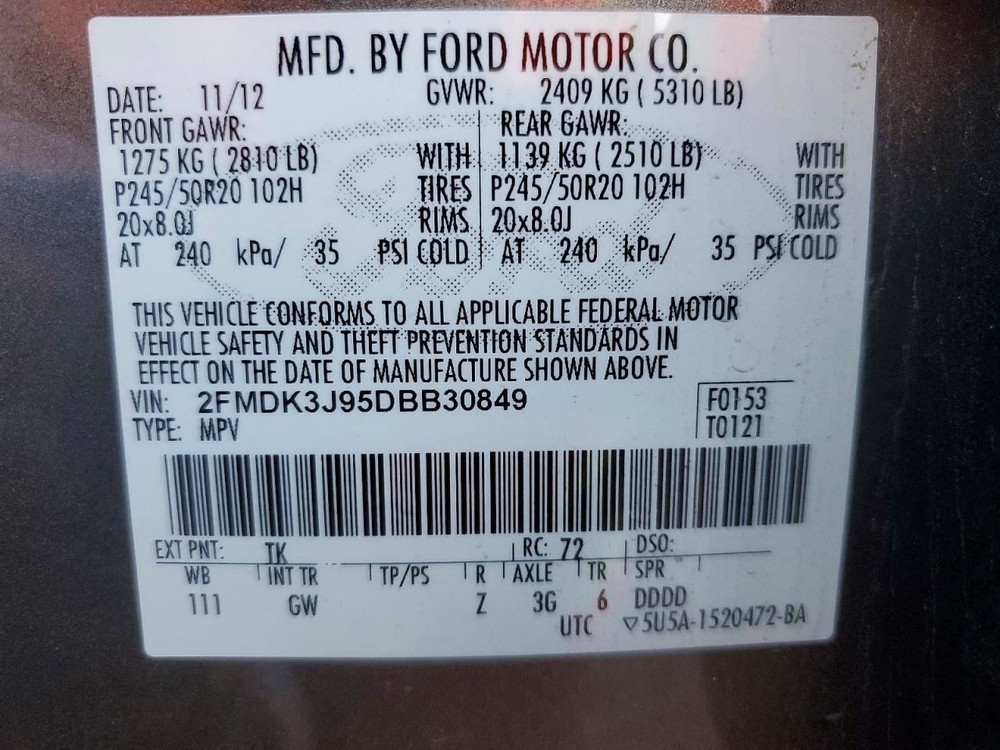 MFD. BY FORD MOTOR CO.
DATE: 11/12 GVWR: 2409 KG ( 5310 LB)
FRONT GAWR: REAR GAWR:
1275 KG ( 2810 LB) WITH 1139 KG ( 2510 LB) WITH
P245/50R20 102H TIRES P245/50R20 102H TIRES
20x8.0J RIMS 20x8.0J RIMS
AT 240 kPa/ 35 PSI COLD AT 240 kPa/ 35 PSI COLD
THIS VEHICLE CONFORMS TO ALL APPLICABLE FEDERAL MOTOR
VEHICLE SAFETY AND THEFT PREVENTION STANDARDS IN
EFFECT ON THE DATE OF MANUFACTURE SHOWN ABOVE.
VIN: 2FMDK3J95DBB30849 F0153
TYPE: MPV T0121
EXT PNT: TK RC: 72 DSO:
WB INT TR TP/PS R AXLE TR SPR
111 GW Z 3G 6 DDDD
UTC ▽5U5A-1520472-BA